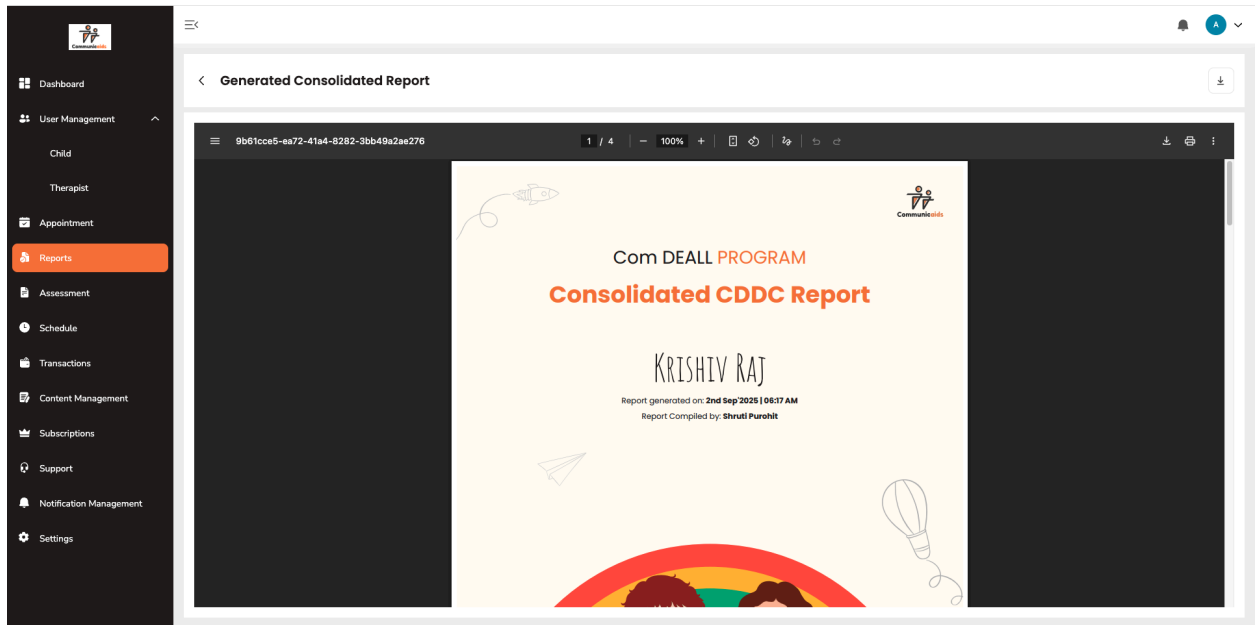 Communicaids
Dashboard
User Management
Child
Therapist
Appointment
Reports
Assessment
Schedule
Transactions
Content Management
Subscriptions
Support
Notification Management
Settings
A
Generated Consolidated Report
9b61cce5-ea72-41a4-8282-3bb49a2ae276
1 / 4
100%
Communicaids
Com DEALL PROGRAM
Consolidated CDDC Report
Krishiv Raj
Report generated on: 2nd Sep'2025 | 06:17 AM
Report Compiled by: Shruti Purohit